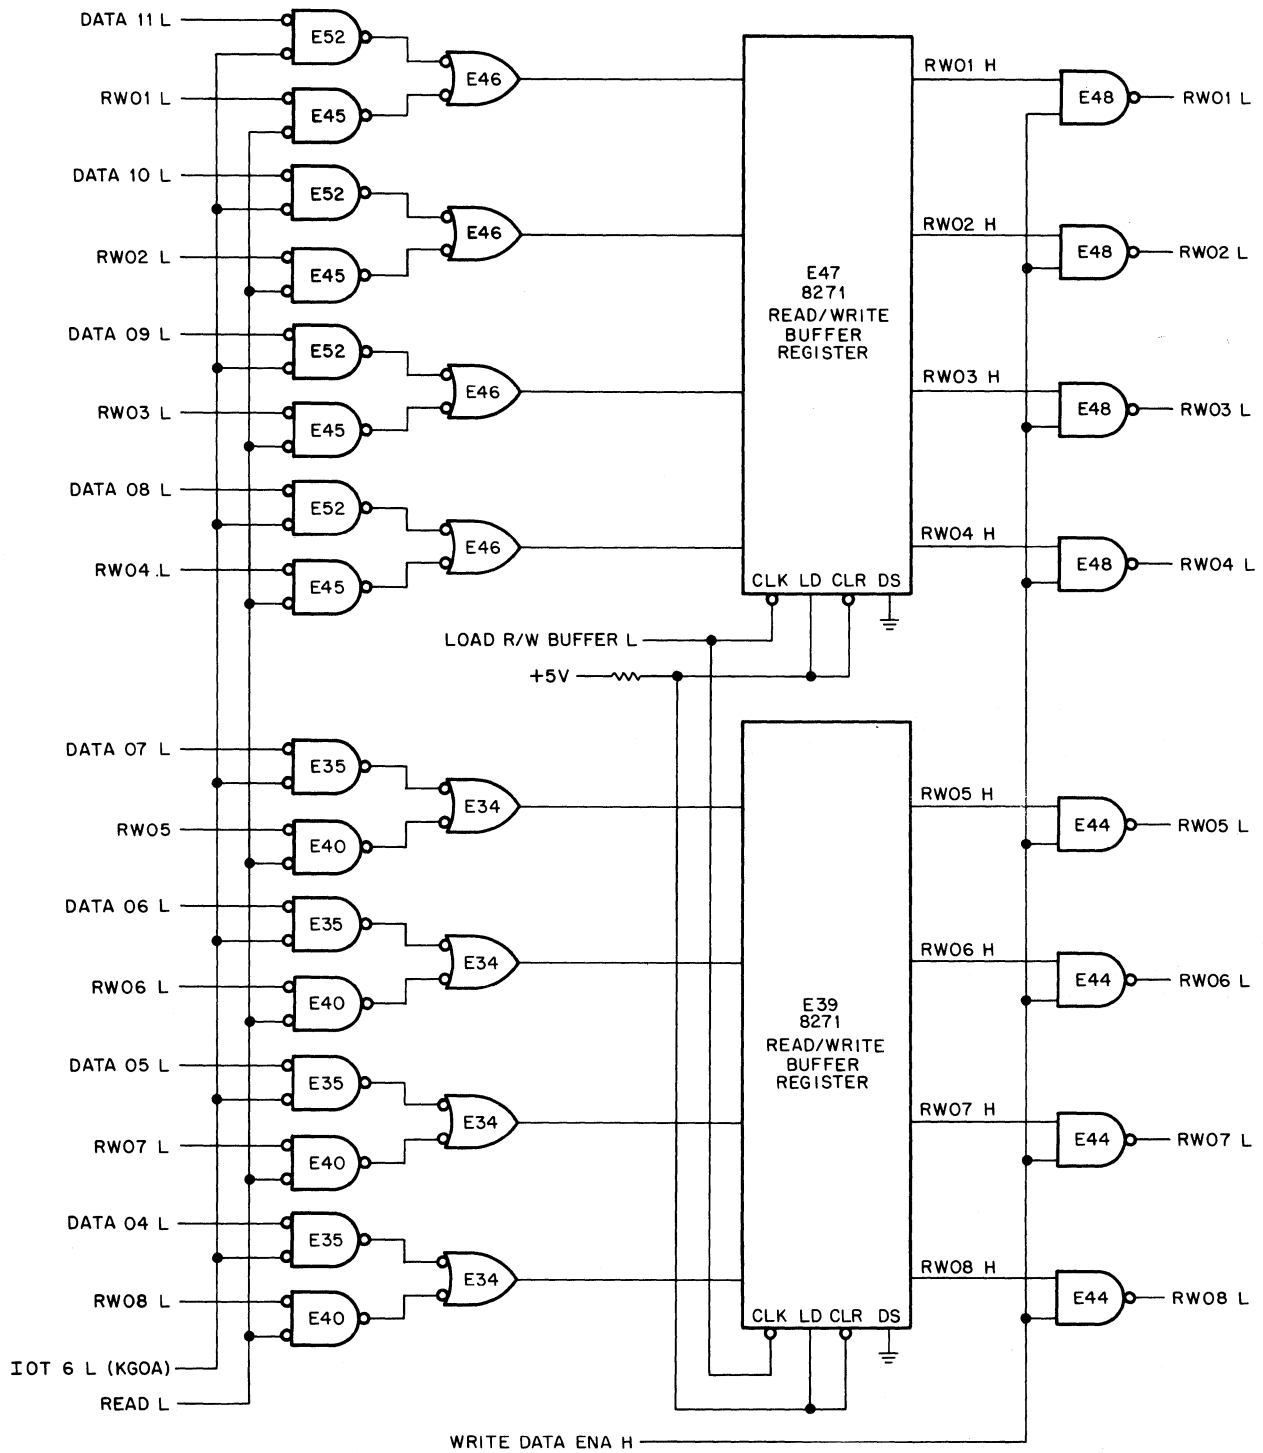 DATA 11 L
E52
E46
RW01 H
E48
RW01 L
RW01 L
E45
DATA 10 L
E52
E46
RW02 H
E48
RW02 L
RW02 L
E45
E47
8271
READ/WRITE
BUFFER
REGISTER
DATA 09 L
E52
E46
RW03 H
E48
RW03 L
RW03 L
E45
DATA 08 L
E52
E46
RW04 H
E48
RW04 L
RW04 L
E45
CLK LD CLR DS
LOAD R/W BUFFER L
+5V
DATA 07 L
E35
E34
RW05 H
E44
RW05 L
RW05
E40
DATA 06 L
E35
E34
RW06 H
E44
RW06 L
RW06 L
E40
E39
8271
READ/WRITE
BUFFER
REGISTER
DATA 05 L
E35
E34
RW07 H
E44
RW07 L
RW07 L
E40
DATA 04 L
E35
E34
RW08 H
E44
RW08 L
RW08 L
E40
CLK LD CLR DS
IOT 6 L (KGOA)
READ L
WRITE DATA ENA H